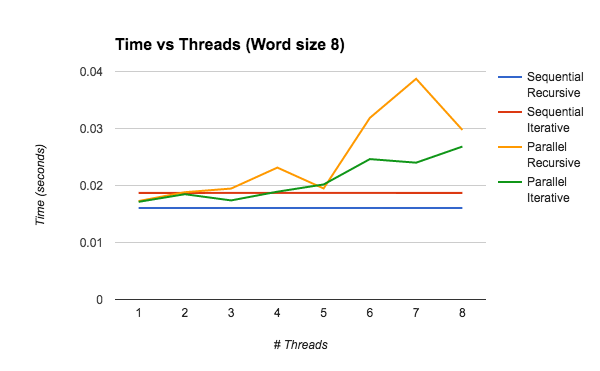 Time vs Threads (Word size 8)
0.04
0.03
0.02
0.01
0
Time (seconds)
1 2 3 4 5 6 7 8
# Threads
Sequential
Recursive
Sequential
Iterative
Parallel
Recursive
Parallel
Iterative